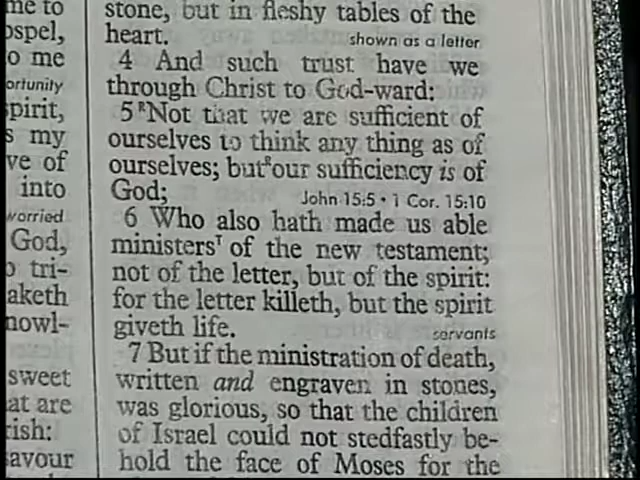 me to
ospel,
o me
ortunity
pirit,
s my
ve of
into
worried
God,
o tri-
aketh
nowl-
sweet
at are
rish:
avour
stone, but in fleshy tables of the
heart. shown as a letter
4 And such trust have we
through Christ to God-ward:
5 ᴿNot that we are sufficient of
ourselves to think any thing as of
ourselves; butᴿour sufficiency is of
God; John 15:5 • 1 Cor. 15:10
6 Who also hath made us able
ministersᵀ of the new testament;
not of the letter, but of the spirit:
for the letter killeth, but the spirit
giveth life. servants
7 But if the ministration of death,
written and engraven in stones,
was glorious, so that the children
of Israel could not stedfastly be-
hold the face of Moses for the